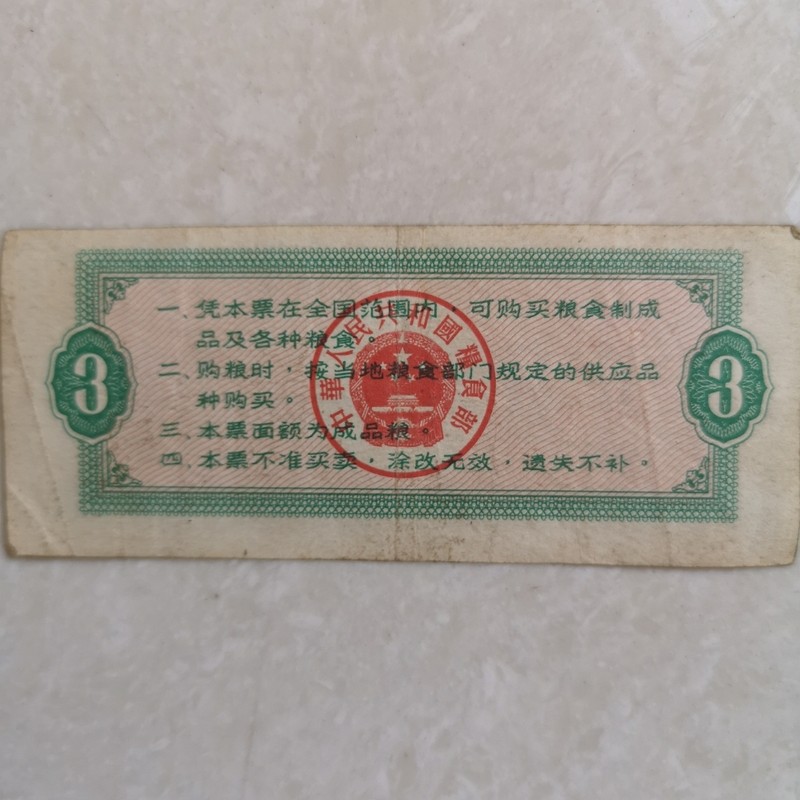 一、凭本票在全国范围内，可购买粮食制成
品及各种粮食。
二、购粮时，按当地粮食部门规定的供应品
种购买。
三、本票面额为成品粮。
四、本票不准买卖，涂改无效，遗失不补。
3
3
中華人民共和國粮食部